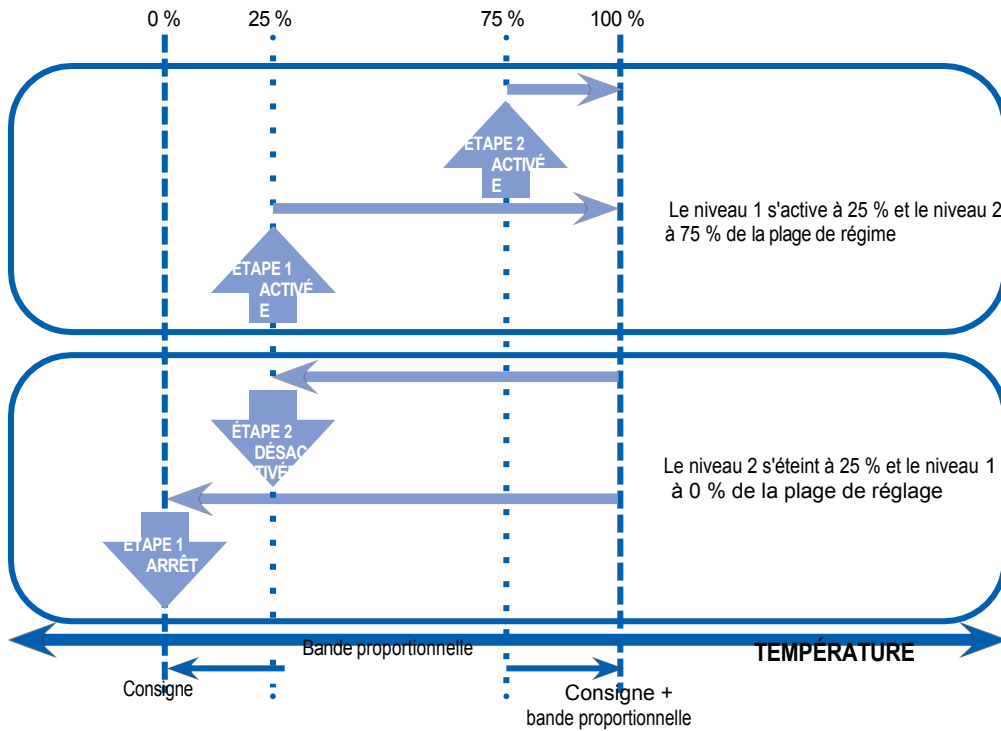 0 % 25 % 75 % 100 %
ÉTAPE 2
ACTIVÉ
E
Le niveau 1 s'active à 25 % et le niveau 2
à 75 % de la plage de régime
ÉTAPE 1
ACTIVÉ
E
ÉTAPE 2
DÉSAC
TIVÉE
Le niveau 2 s'éteint à 25 % et le niveau 1
à 0 % de la plage de réglage
ÉTAPE 1
ARRÊT
Bande proportionnelle
TEMPÉRATURE
Consigne
Consigne +
bande proportionnelle